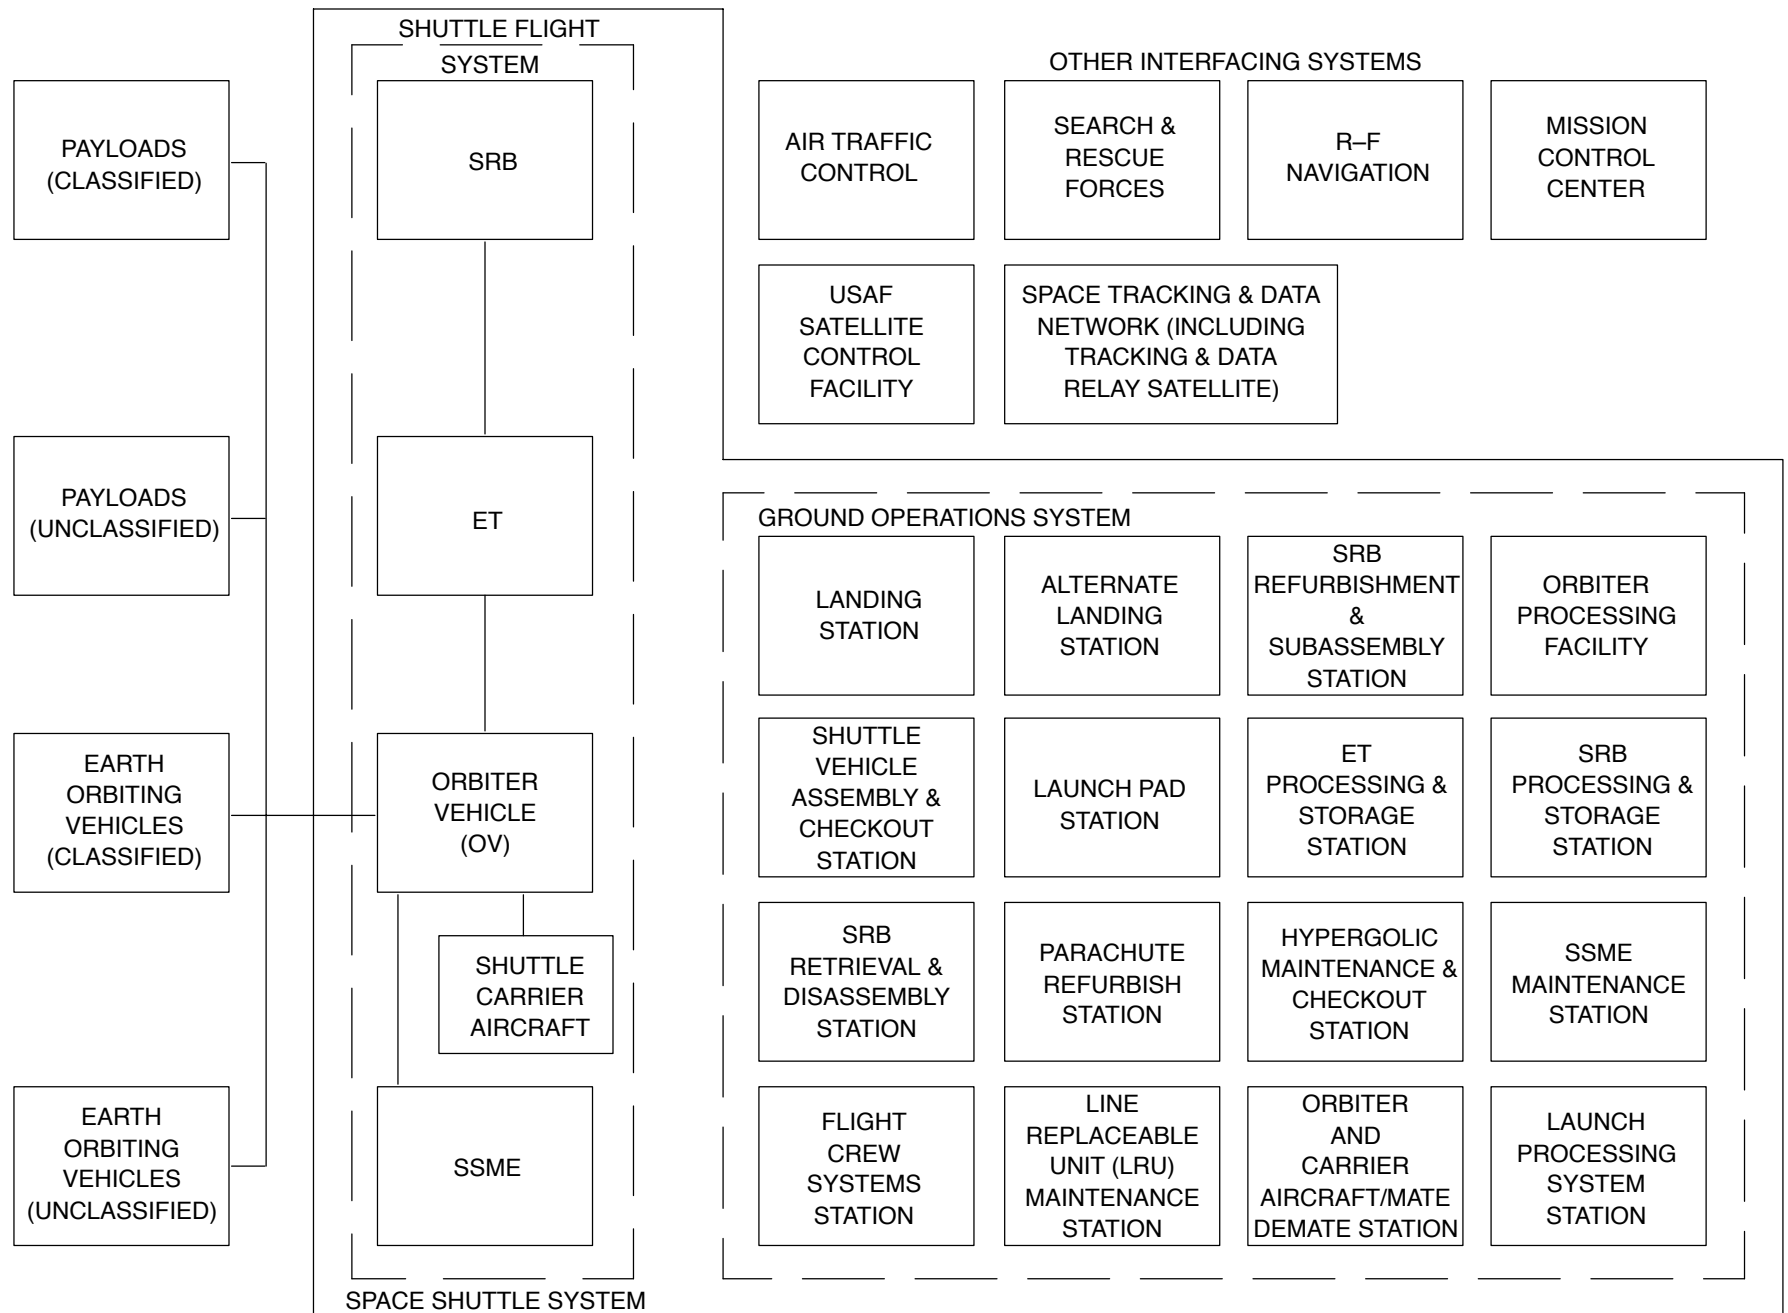 SHUTTLE FLIGHT
SYSTEM
OTHER INTERFACING SYSTEMS
PAYLOADS
(CLASSIFIED)
SRB
AIR TRAFFIC
CONTROL
SEARCH &
RESCUE
FORCES
R–F
NAVIGATION
MISSION
CONTROL
CENTER
USAF
SATELLITE
CONTROL
FACILITY
SPACE TRACKING & DATA
NETWORK (INCLUDING
TRACKING & DATA
RELAY SATELLITE)
PAYLOADS
(UNCLASSIFIED)
ET
GROUND OPERATIONS SYSTEM
LANDING
STATION
ALTERNATE
LANDING
STATION
SRB
REFURBISHMENT
&
SUBASSEMBLY
STATION
ORBITER
PROCESSING
FACILITY
EARTH
ORBITING
VEHICLES
(CLASSIFIED)
ORBITER
VEHICLE
(OV)
SHUTTLE
VEHICLE
ASSEMBLY &
CHECKOUT
STATION
LAUNCH PAD
STATION
ET
PROCESSING &
STORAGE
STATION
SRB
PROCESSING &
STORAGE
STATION
SHUTTLE
CARRIER
AIRCRAFT
SRB
RETRIEVAL &
DISASSEMBLY
STATION
PARACHUTE
REFURBISH
STATION
HYPERGOLIC
MAINTENANCE &
CHECKOUT
STATION
SSME
MAINTENANCE
STATION
EARTH
ORBITING
VEHICLES
(UNCLASSIFIED)
SSME
FLIGHT
CREW
SYSTEMS
STATION
LINE
REPLACEABLE
UNIT (LRU)
MAINTENANCE
STATION
ORBITER
AND
CARRIER
AIRCRAFT/MATE
DEMATE STATION
LAUNCH
PROCESSING
SYSTEM
STATION
SPACE SHUTTLE SYSTEM